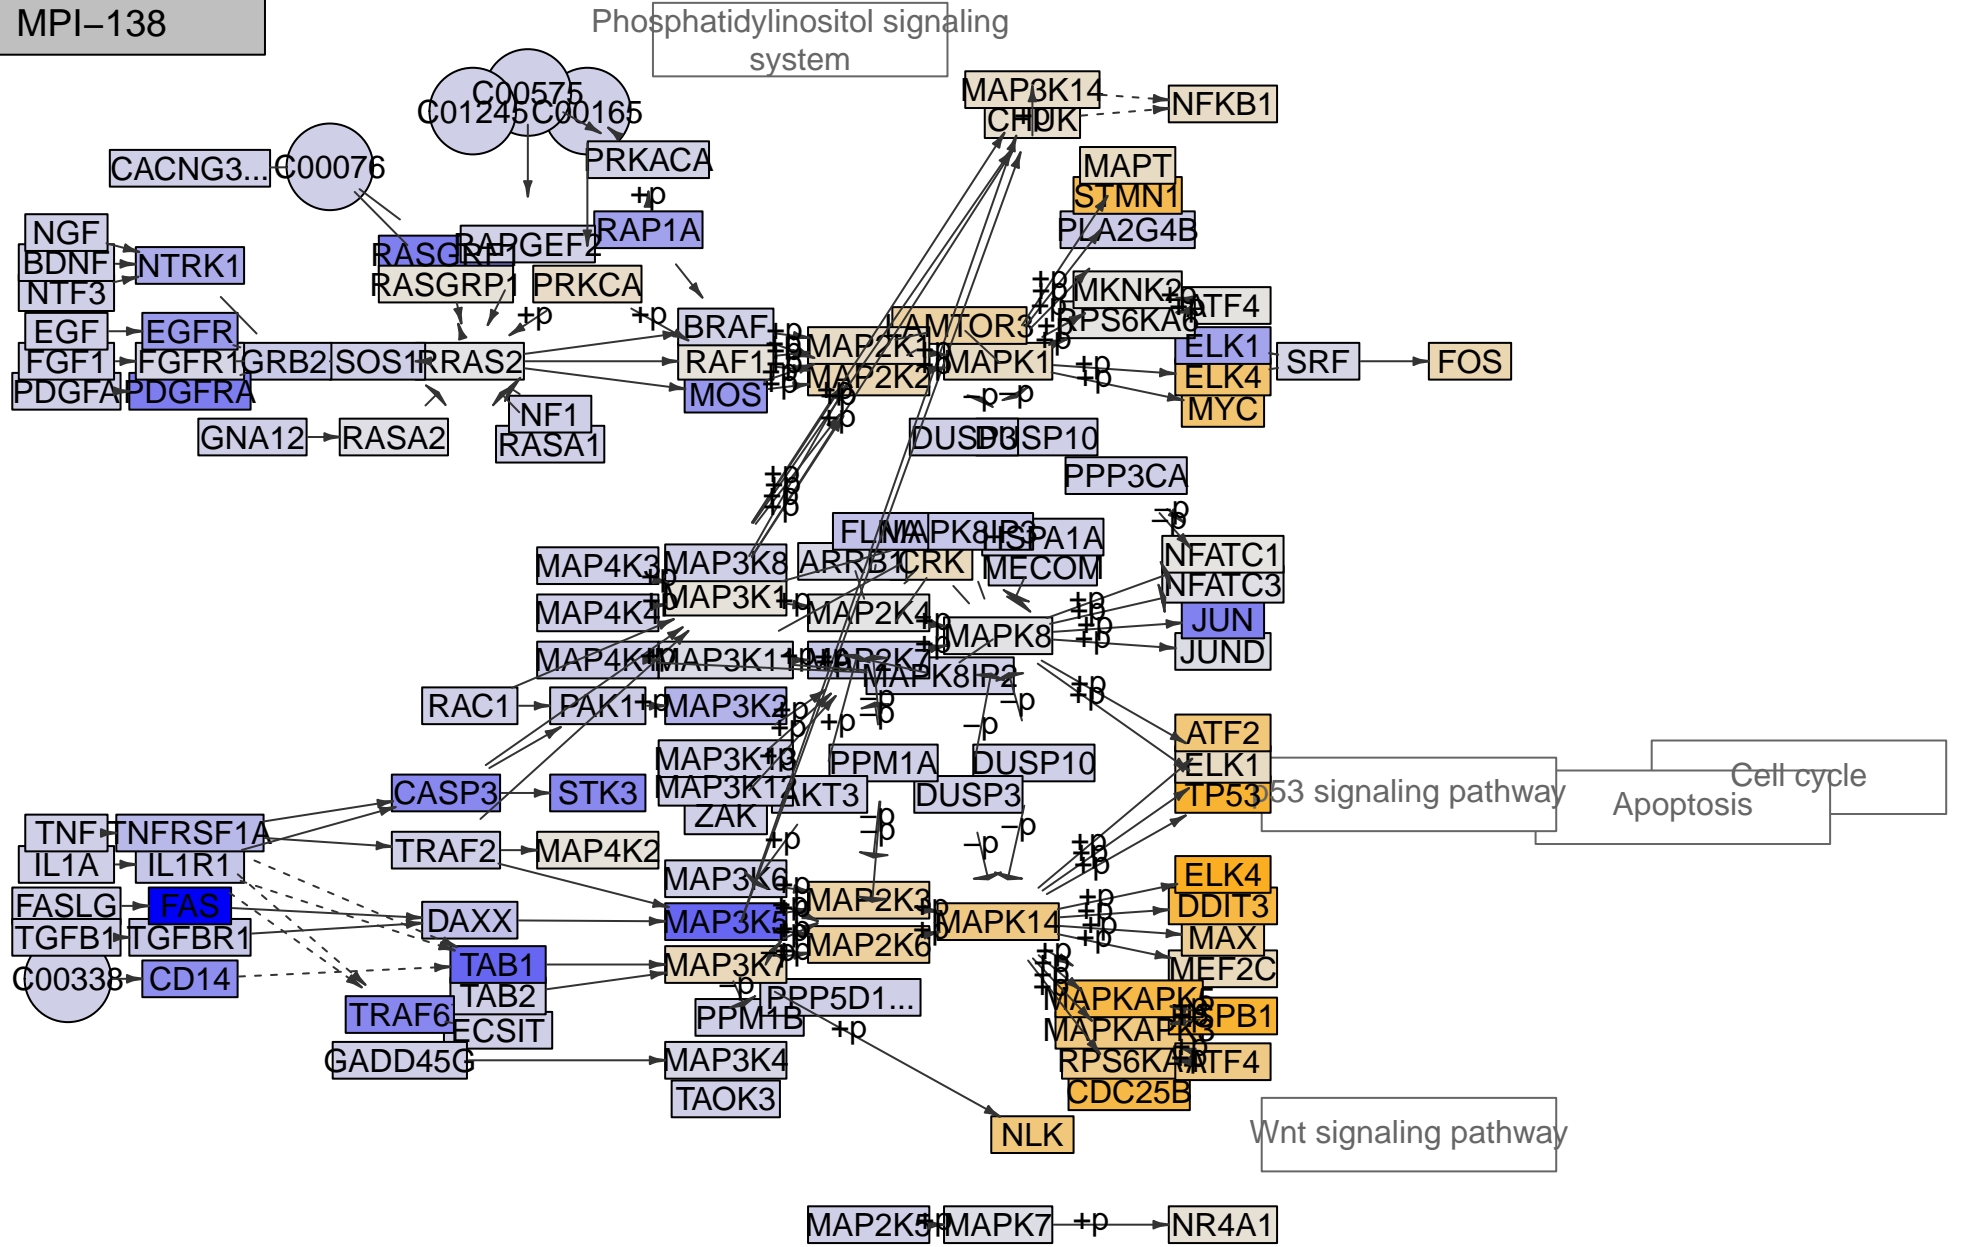 MPI−138
Phosphatidylinositol signaling
system
C00575
C01245
C00165
MAP3K14
CHUK
+p
NFKB1
CACNG3...
C00076
PRKACA
MAPT
STMN1
PLA2G4B
+p
NGF
BDNF
NTF3
NTRK1
RASGRF1
RAPGEF2
RAP1A
RASGRP1
PRKCA
+p
+p
+p
+p
+p
MKNK2
RPS6KA6
+p
+p
ATF4
EGF
EGFR
FGF1
FGFR1
GRB2
SOS1
RRAS2
PDGFA
PDGFRA
BRAF
RAF1
MOS
+p
+p
+p
+p
+p
+p
MAP2K1
MAP2K2
LAMTOR3
+p
+p
MAPK1
+p
+p
+p
+p
ELK1
ELK4
MYC
SRF
FOS
GNA12
RASA2
NF1
RASA1
+p
+p
+p
−p
−p
DUSP3
DUSP10
PPP3CA
+p
+p
+p
+p
−p
−p
FLNA
MAPK8IP3
HSPA1A
ARRB1
CRK
MECOM
NFATC1
NFATC3
JUN
JUND
MAP4K3
+p
MAP3K8
MAP4K4
+p
MAP3K1
+p
MAP2K4
+p
+p
MAPK8
+p
+p
+p
+p
MAP4K1
+p
MAP3K11
+p
+p
MAP2K7
MAPK8IP2
RAC1
PAK1
+p
MAP3K2
+p
+p
+p
−p
−p
−p
−p
+p
+p
MAP3K13
+p
MAP3K12
ZAK
AKT3
PPM1A
DUSP10
DUSP3
ATF2
ELK1
TP53
p53 signaling pathway
Cell cycle
Apoptosis
CASP3
STK3
TNF
TNFRSF1A
TRAF2
MAP4K2
IL1A
IL1R1
+p
−p
−p
−p
−p
+p
+p
+p
MAP3K6
FASLG
FAS
DAXX
MAP3K5
+p
+p
+p
+p
MAP2K3
+p
MAP2K6
+p
MAPK14
+p
+p
+p
+p
ELK4
DDIT3
MAX
MEF2C
TGFB1
TGFBR1
C00338
CD14
TAB1
TAB2
ECSIT
TRAF6
MAP3K7
−p
PPP5D1...
PPM1B
+p
+p
+p
+p
MAPKAPK5
MAPKAPK3
RPS6KA4
CDC25B
+p
+p
HSPB1
+p
+p
ATF4
GADD45G
MAP3K4
TAOK3
NLK
Wnt signaling pathway
MAP2K5
+p
MAPK7
+p
NR4A1